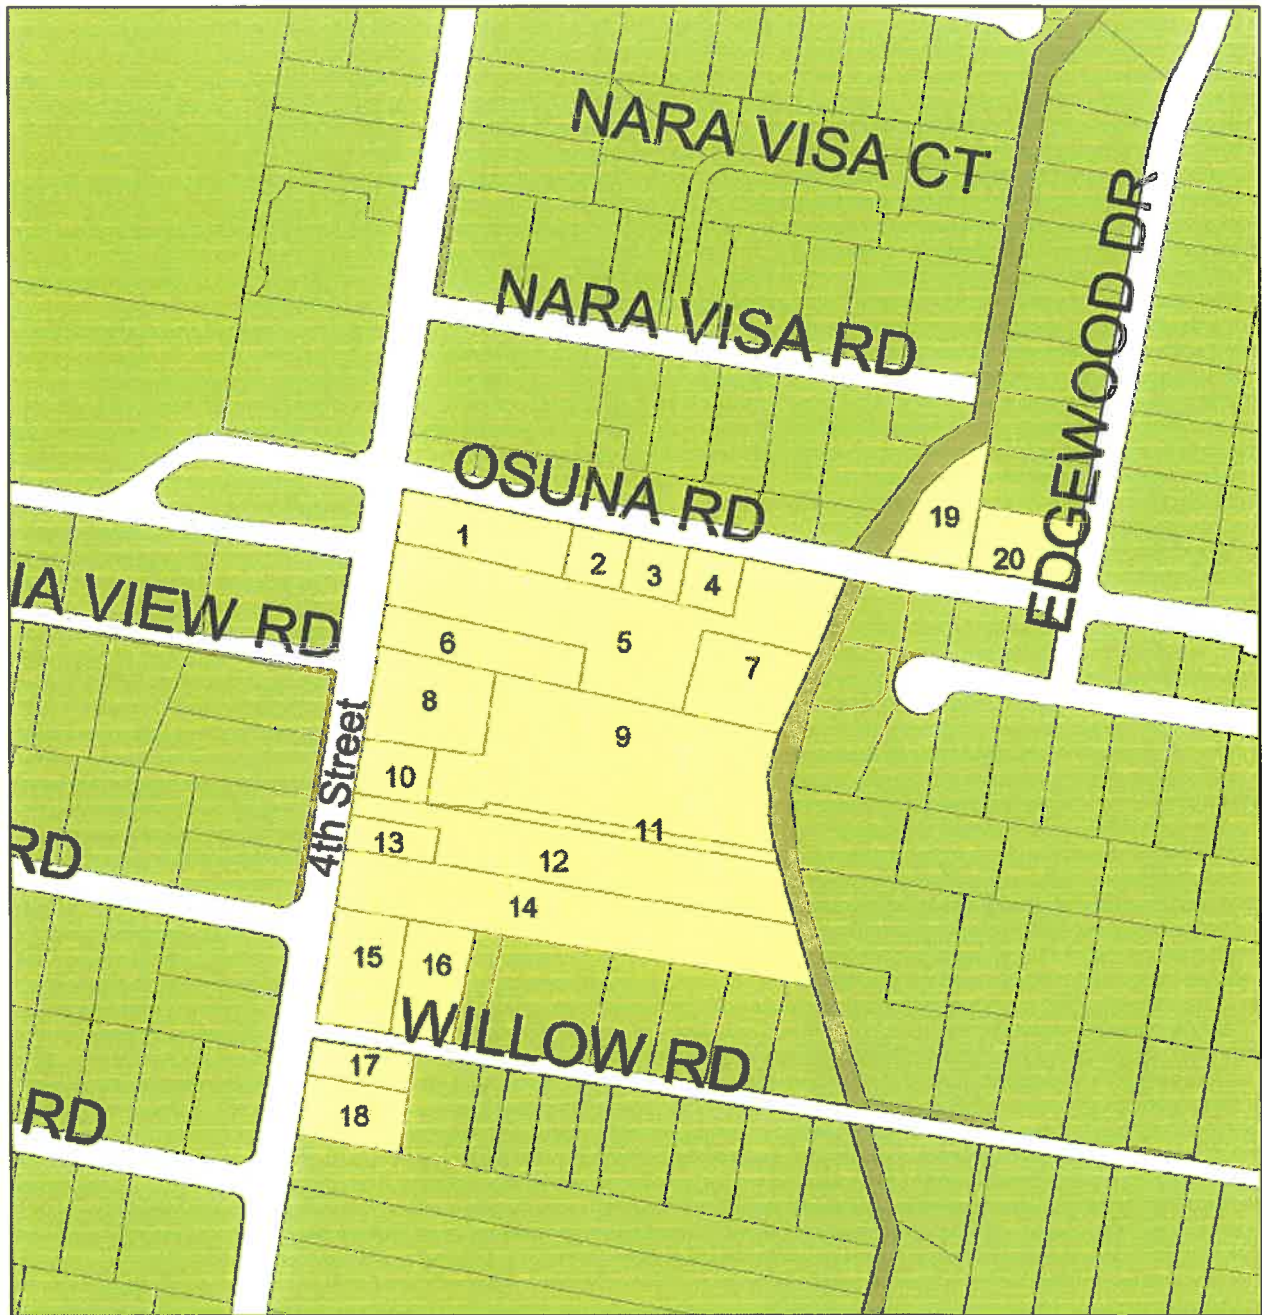 NARA VISA CT
EDGEWOOD DR
NARA VISA RD
OSUNA RD
19
20
1
2
3
4
IA VIEW RD
6
5
7
8
9
4th Street
10
11
RD
13
12
14
15
16
WILLOW RD
17
RD
18